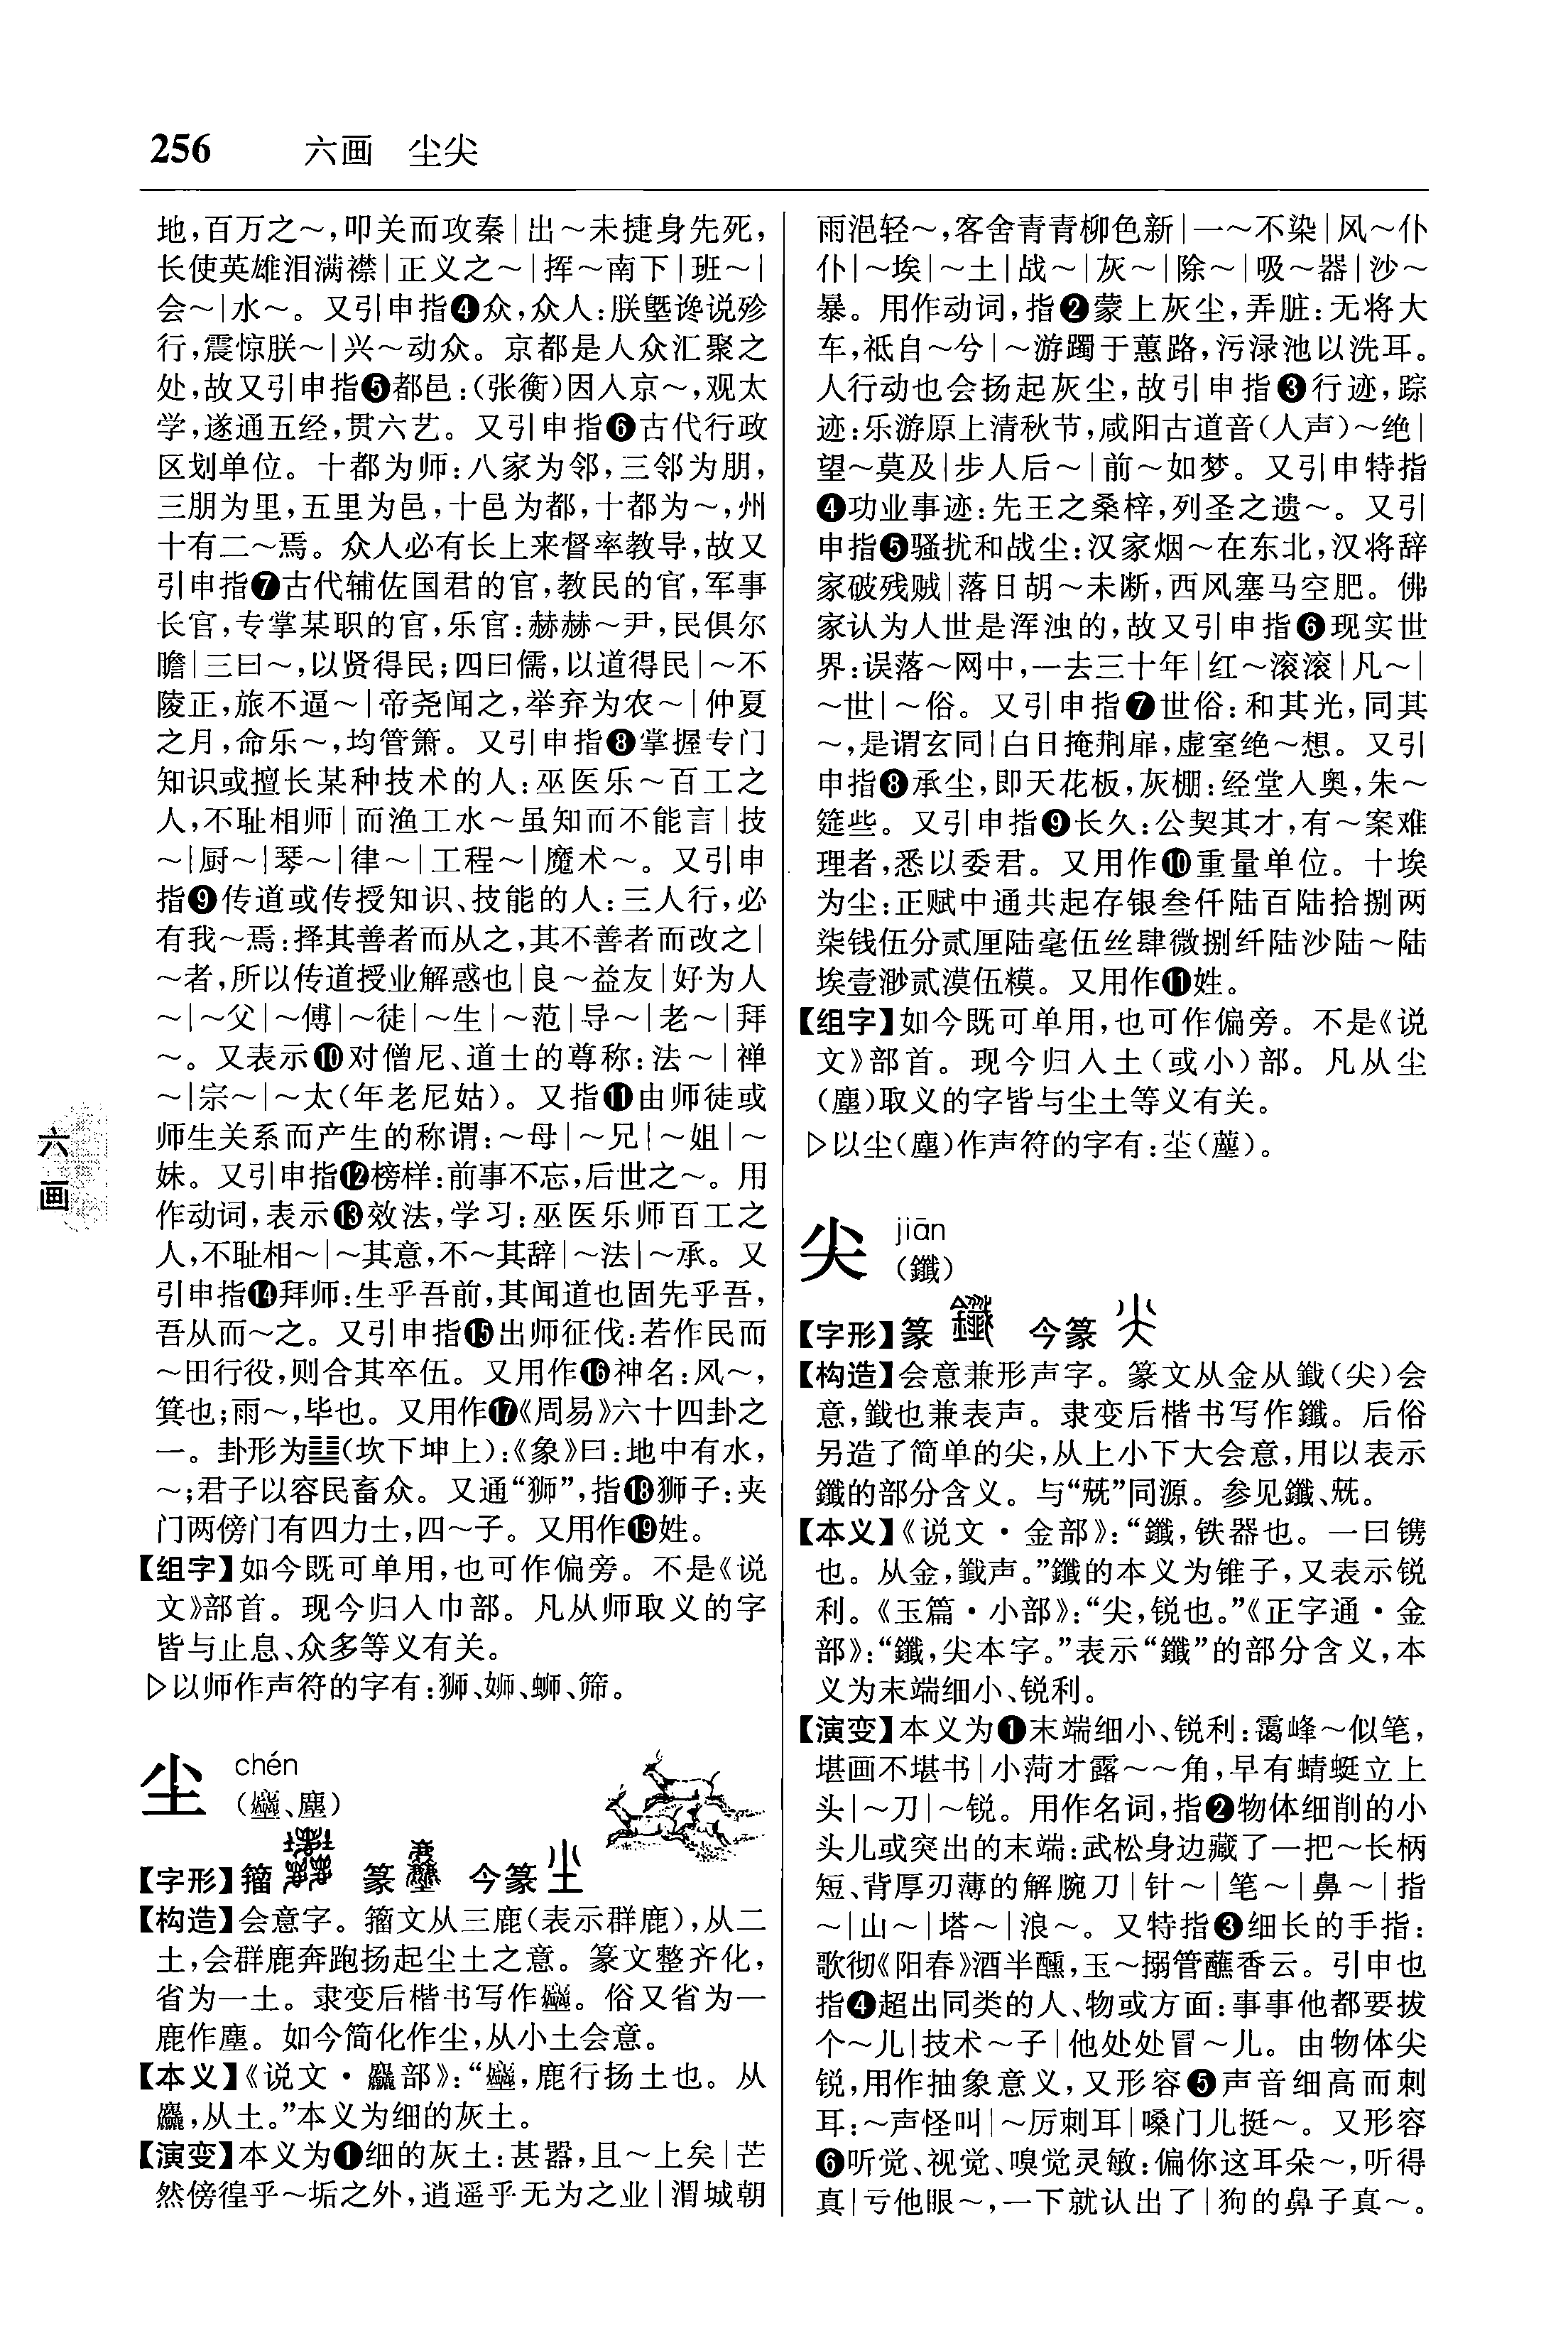 256 六画 尘尖
地,百万之～,叩关而攻秦|出～未捷身先死,
长使英雄泪满襟|正义之～|挥～南下|班～|
会～|水～。又引申指❹众,众人:朕堲谗说殄
行,震惊朕～|兴～动众。京都是人众汇聚之
处,故又引申指❺都邑:(张衡)因入京～,观太
学,遂通五经,贯六艺。又引申指❻古代行政
区划单位。十都为师:八家为邻,三邻为朋,
三朋为里,五里为邑,十邑为都,十都为～,州
十有二～焉。众人必有长上来督率教导,故又
引申指❼古代辅佐国君的官,教民的官,军事
长官,专掌某职的官,乐官:赫赫～尹,民俱尔
瞻|三曰～,以贤得民;四曰儒,以道得民|～不
陵正,旅不逼～|帝尧闻之,举弃为农～|仲夏
之月,命乐～,均管箫。又引申指❽掌握专门
知识或擅长某种技术的人:巫医乐～百工之
人,不耻相师|而渔工水～虽知而不能言|技
～|厨～|琴～|律～|工程～|魔术～。又引申
指❾传道或传授知识、技能的人:三人行,必
有我～焉:择其善者而从之,其不善者而改之|
～者,所以传道授业解惑也|良～益友|好为人
～|～父|～傅|～徒|～生|～范|导～|老～|拜
～。又表示❿对僧尼、道士的尊称:法～|禅
～|宗～|～太(年老尼姑)。又指⓫由师徒或
师生关系而产生的称谓:～母|～兄|～姐|～
妹。又引申指⓬榜样:前事不忘,后世之～。用
作动词,表示⓭效法,学习:巫医乐师百工之
人,不耻相～|～其意,不～其辞|～法|～承。又
引申指⓮拜师:生乎吾前,其闻道也固先乎吾,
吾从而～之。又引申指⓯出师征伐:若作民而
～田行役,则合其卒伍。又用作⓰神名:风～,
箕也;雨～,毕也。又用作⓱《周易》六十四卦之
一。卦形为䷆(坎下坤上):《象》曰:地中有水,
～;君子以容民畜众。又通“狮”,指⓲狮子:夹
门两傍门有四力士,四～子。又用作⓳姓。
【组字】如今既可单用,也可作偏旁。不是《说
文》部首。现今归入巾部。凡从师取义的字
皆与止息、众多等义有关。
▷以师作声符的字有:狮、㛄、蛳、筛。
尘 chén
(𪋻、塵)
【字形】籀 篆 今篆
【构造】会意字。籀文从三鹿(表示群鹿),从二
土,会群鹿奔跑扬起尘土之意。篆文整齐化,
省为一土。隶变后楷书写作𪋻。俗又省为一
鹿作塵。如今简化作尘,从小土会意。
【本义】《说文·麤部》:“𪋻,鹿行扬土也。从
麤,从土。”本义为细的灰土。
【演变】本义为❶细的灰土:甚嚣,且～上矣|芒
然傍徨乎～垢之外,逍遥乎无为之业|渭城朝
雨浥轻～,客舍青青柳色新|一～不染|风～仆
仆|～埃|～土|战～|灰～|除～|吸～器|沙～
暴。用作动词,指❷蒙上灰尘,弄脏:无将大
车,祇自～兮|～游躅于蕙路,污渌池以洗耳。
人行动也会扬起灰尘,故引申指❸行迹,踪
迹:乐游原上清秋节,咸阳古道音(人声)～绝|
望～莫及|步人后～|前～如梦。又引申特指
❹功业事迹:先王之桑梓,列圣之遗～。又引
申指❺骚扰和战尘:汉家烟～在东北,汉将辞
家破残贼|落日胡～未断,西风塞马空肥。佛
家认为人世是浑浊的,故又引申指❻现实世
界:误落～网中,一去三十年|红～滚滚|凡～|
～世|～俗。又引申指❼世俗:和其光,同其
～,是谓玄同|白日掩荆扉,虚室绝～想。又引
申指❽承尘,即天花板,灰棚:经堂入奥,朱～
筵些。又引申指❾长久:公契其才,有～案难
理者,悉以委君。又用作❿重量单位。十埃
为尘:正赋中通共起存银叁仟陆百陆拾捌两
柒钱伍分贰厘陆毫伍丝肆微捌纤陆沙陆～陆
埃壹渺贰漠伍模。又用作⓫姓。
【组字】如今既可单用,也可作偏旁。不是《说
文》部首。现今归入土(或小)部。凡从尘
(塵)取义的字皆与尘土等义有关。
▷以尘(塵)作声符的字有:䒞(蔖)。
尖 jiān
(鑯)
【字形】篆 今篆
【构造】会意兼形声字。篆文从金从韱(尖)会
意,韱也兼表声。隶变后楷书写作鑯。后俗
另造了简单的尖,从上小下大会意,用以表示
鑯的部分含义。与“兓”同源。参见鑯、兓。
【本义】《说文·金部》:“鑯,铁器也。一曰镌
也。从金,韱声。”鑯的本义为锥子,又表示锐
利。《玉篇·小部》:“尖,锐也。”《正字通·金
部》:“鑯,尖本字。”表示“鑯”的部分含义,本
义为末端细小、锐利。
【演变】本义为❶末端细小、锐利:霭峰～似笔,
堪画不堪书|小荷才露～～角,早有蜻蜓立上
头|～刀|～锐。用作名词,指❷物体细削的小
头儿或突出的末端:武松身边藏了一把～长柄
短、背厚刃薄的解腕刀|针～|笔～|鼻～|指
～|山～|塔～|浪～。又特指❸细长的手指:
歌彻《阳春》酒半醺,玉～搦管蘸香云。引申也
指❹超出同类的人、物或方面:事事他都要拔
个～儿|技术～子|他处处冒～儿。由物体尖
锐,用作抽象意义,又形容❺声音细高而刺
耳:～声怪叫|～厉刺耳|嗓门儿挺～。又形容
❻听觉、视觉、嗅觉灵敏:偏你这耳朵～,听得
真|亏他眼～,一下就认出了|狗的鼻子真～。
六
画